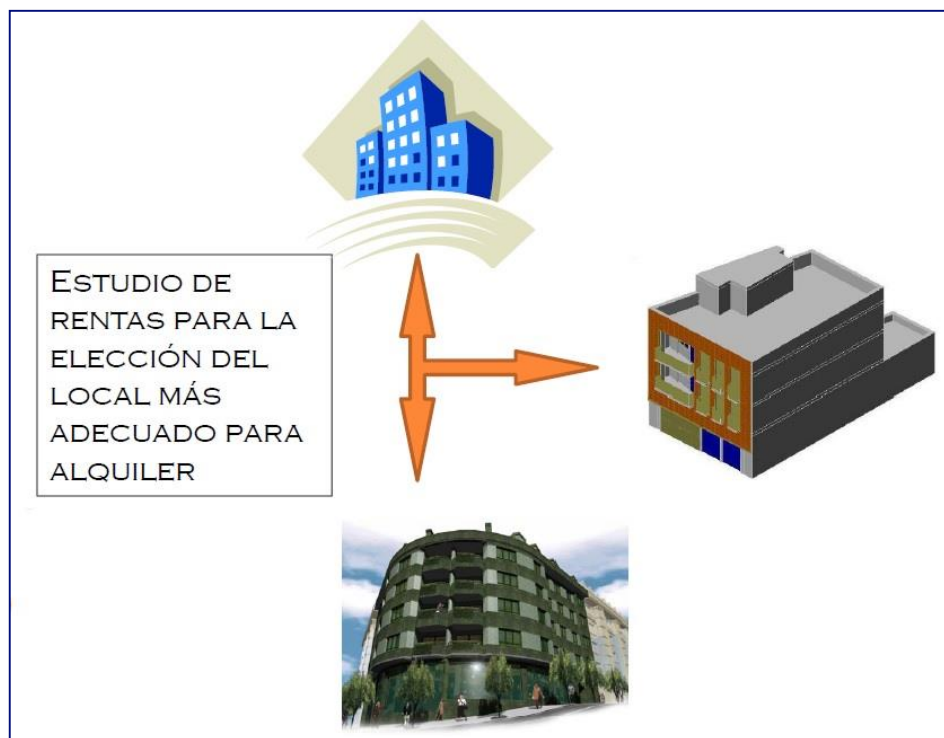 ESTUDIO DE
RENTAS PARA LA
ELECCIÓN DEL
LOCAL MÁS
ADECUADO PARA
ALQUILER